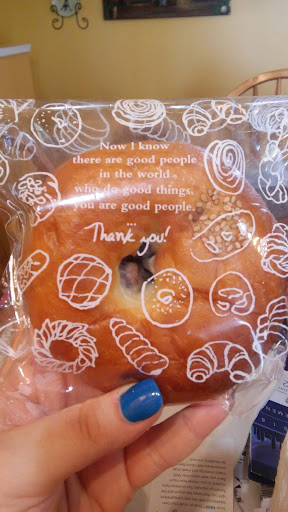 Now I know
there are good people
in the world
who do good things.
you are good people.
...
Thank you!